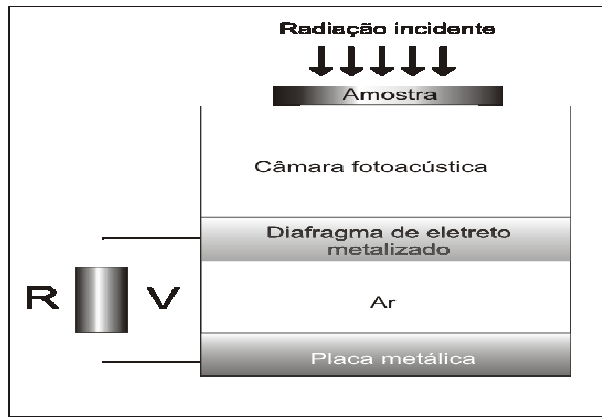 Radiação incidente
Amostra
Câmara fotoacústica
Diafragma de eletreto
metalizado
R V
Ar
Placa metálica